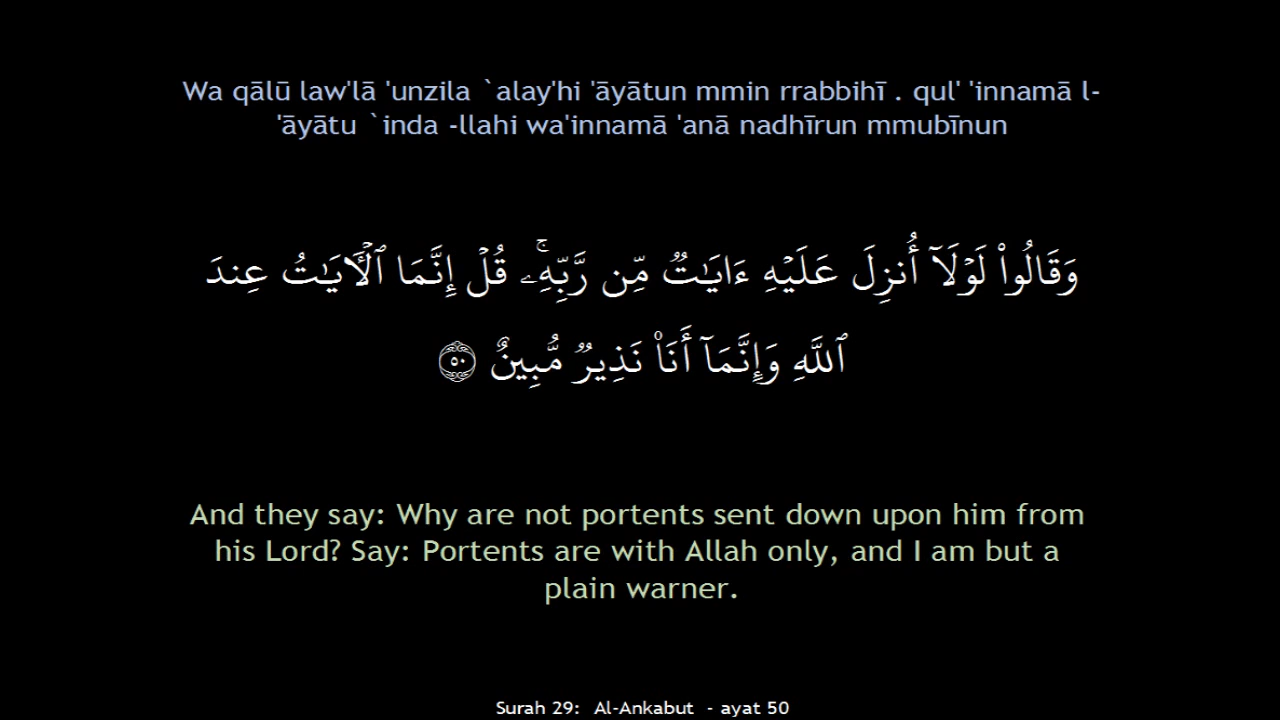 Wa qālū law'lā 'unzila `alay'hi 'āyātun mmin rrabbihī . qul' 'innamā l-
'āyātu `inda -llahi wa'innamā 'anā nadhīrun mmubīnun
وَقَالُوا۟ لَوْلَآ أُنزِلَ عَلَيْهِ ءَايَٰتٌ مِّن رَّبِّهِۦ ۚ قُلْ إِنَّمَا ٱلْءَايَٰتُ عِندَ
ٱللَّهِ وَإِنَّمَآ أَنَا۠ نَذِيرٌ مُّبِينٌ ۝٥٠
And they say: Why are not portents sent down upon him from
his Lord? Say: Portents are with Allah only, and I am but a
plain warner.
Surah 29: Al-Ankabut - ayat 50